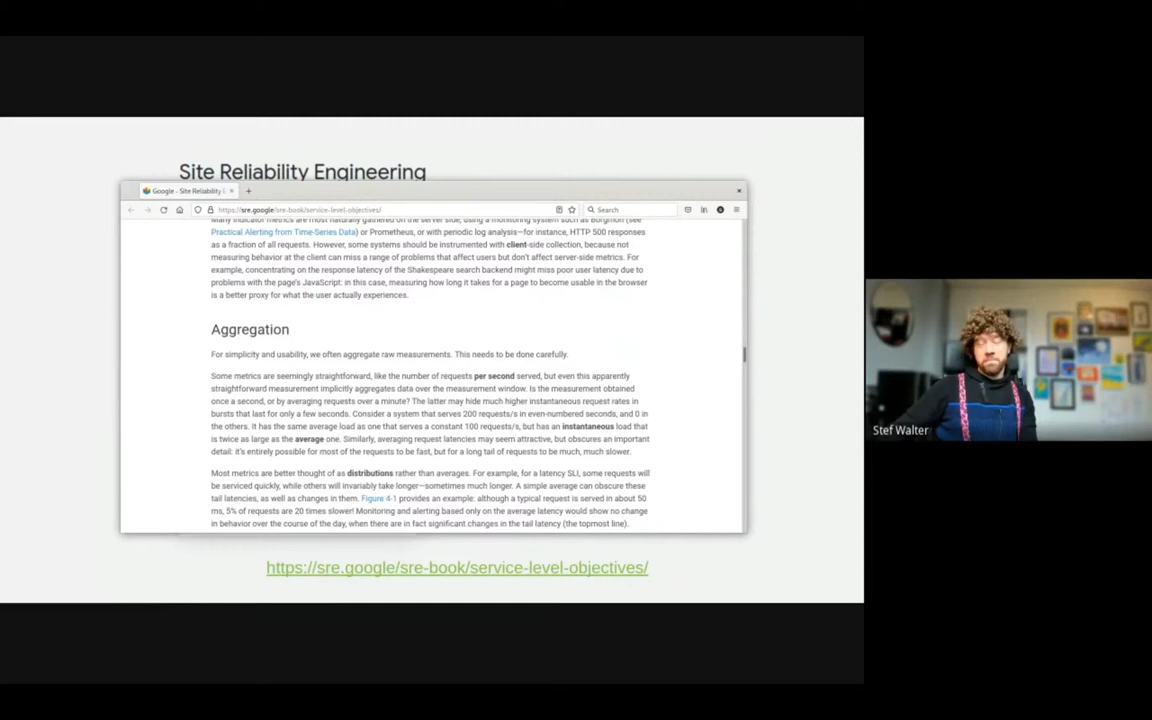 Site Reliability Engineering
Google - Site Reliability E
https://sre.google/sre-book/service-level-objectives/
Search
Many indicator metrics are most naturally gathered on the server side, using a monitoring system such as Borgmon (see
Practical Alerting from Time-Series Data) or Prometheus, or with periodic log analysis—for instance, HTTP 500 responses
as a fraction of all requests. However, some systems should be instrumented with client-side collection, because not
measuring behavior at the client can miss a range of problems that affect users but don't affect server-side metrics. For
example, concentrating on the response latency of the Shakespeare search backend might miss poor user latency due to
problems with the page's JavaScript: in this case, measuring how long it takes for a page to become usable in the browser
is a better proxy for what the user actually experiences.
Aggregation
For simplicity and usability, we often aggregate raw measurements. This needs to be done carefully.
Some metrics are seemingly straightforward, like the number of requests per second served, but even this apparently
straightforward measurement implicitly aggregates data over the measurement window. Is the measurement obtained
once a second, or by averaging requests over a minute? The latter may hide much higher instantaneous request rates in
bursts that last for only a few seconds. Consider a system that serves 200 requests/s in even-numbered seconds, and 0 in
the others. It has the same average load as one that serves a constant 100 requests/s, but has an instantaneous load that
is twice as large as the average one. Similarly, averaging request latencies may seem attractive, but obscures an important
detail: it's entirely possible for most of the requests to be fast, but for a long tail of requests to be much, much slower.
Most metrics are better thought of as distributions rather than averages. For example, for a latency SLI, some requests will
be serviced quickly, while others will invariably take longer—sometimes much longer. A simple average can obscure these
tail latencies, as well as changes in them. Figure 4-1 provides an example: although a typical request is served in about 50
ms, 5% of requests are 20 times slower! Monitoring and alerting based only on the average latency would show no change
in behavior over the course of the day, when there are in fact significant changes in the tail latency (the topmost line).
https://sre.google/sre-book/service-level-objectives/
Stef Walter